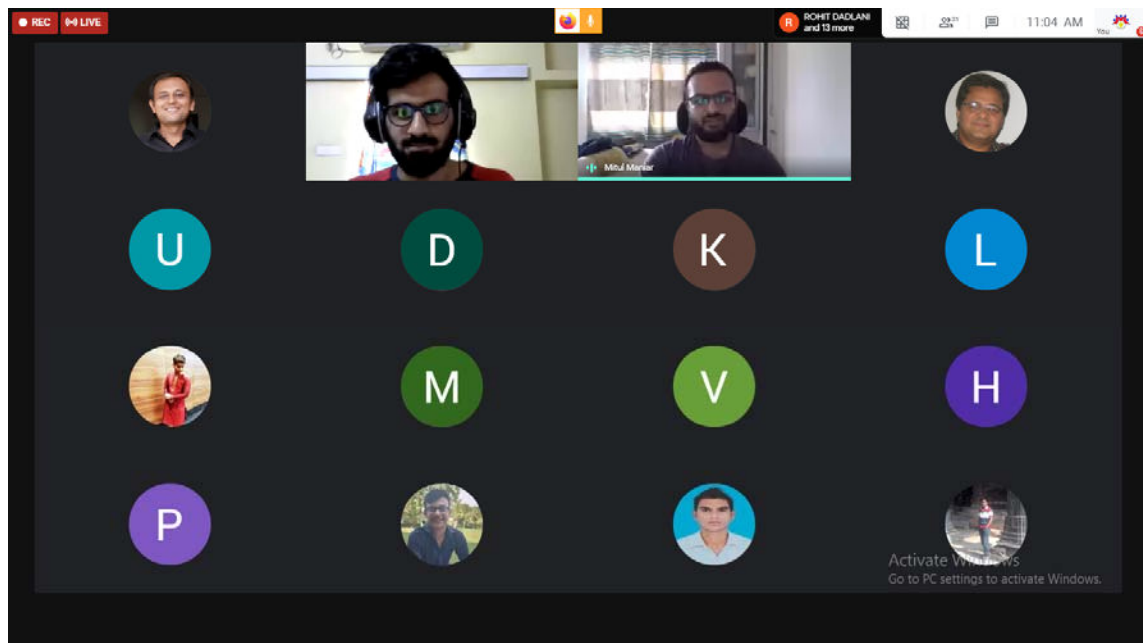 REC
LIVE
R
ROHIT DADLANI
and 13 more
11:04 AM
You
Mitul Maniar
U
D
K
L
M
V
H
P
Activate Windows
Go to PC settings to activate Windows.